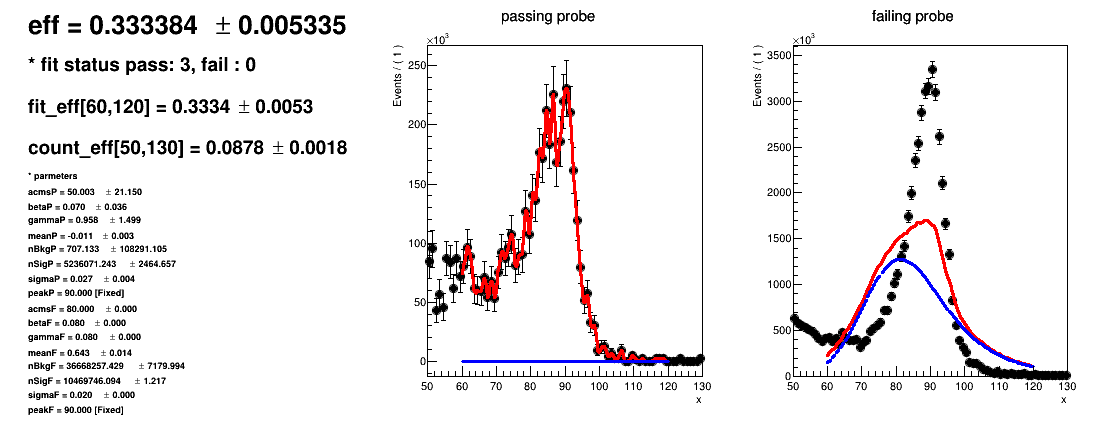 eff = 0.333384 ± 0.005335
* fit status pass: 3, fail : 0
fit_eff[60,120] = 0.3334 ± 0.0053
count_eff[50,130] = 0.0878 ± 0.0018
* parmeters
acmsP = 50.003 ± 21.150
betaP = 0.070 ± 0.036
gammaP = 0.958 ± 1.499
meanP = -0.011 ± 0.003
nBkgP = 707.133 ± 108291.105
nSigP = 5236071.243 ± 2464.657
sigmaP = 0.027 ± 0.004
peakP = 90.000 [Fixed]
acmsF = 80.000 ± 0.000
betaF = 0.080 ± 0.000
gammaF = 0.080 ± 0.000
meanF = 0.643 ± 0.014
nBkgF = 36668257.429 ± 7179.994
nSigF = 10469746.094 ± 1.217
sigmaF = 0.020 ± 0.000
peakF = 90.000 [Fixed]
passing probe
×10³
Events / ( 1 )
250
200
150
100
50
0
50 60 70 80 90 100 110 120 130
x
failing probe
×10³
Events / ( 1 )
3500
3000
2500
2000
1500
1000
500
0
50 60 70 80 90 100 110 120 130
x